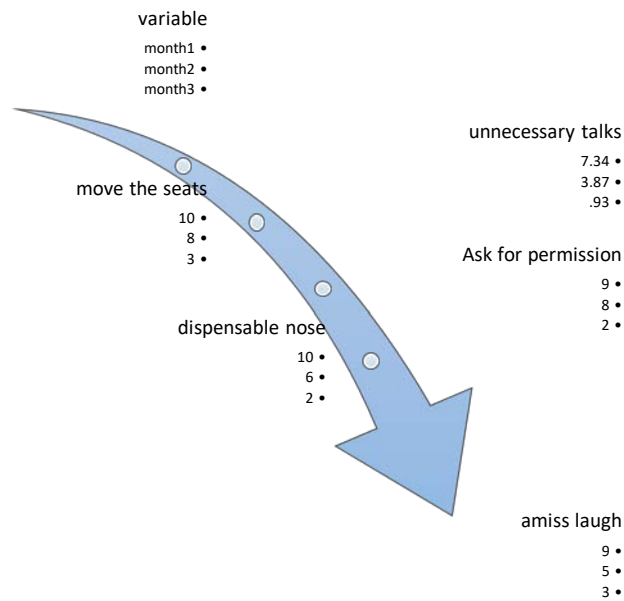 variable
month1 •
month2 •
month3 •
unnecessary talks
7.34 •
3.87 •
.93 •
move the seats
10 •
8 •
3 •
Ask for permission
9 •
8 •
2 •
dispensable nose
10 •
6 •
2 •
amiss laugh
9 •
5 •
3 •